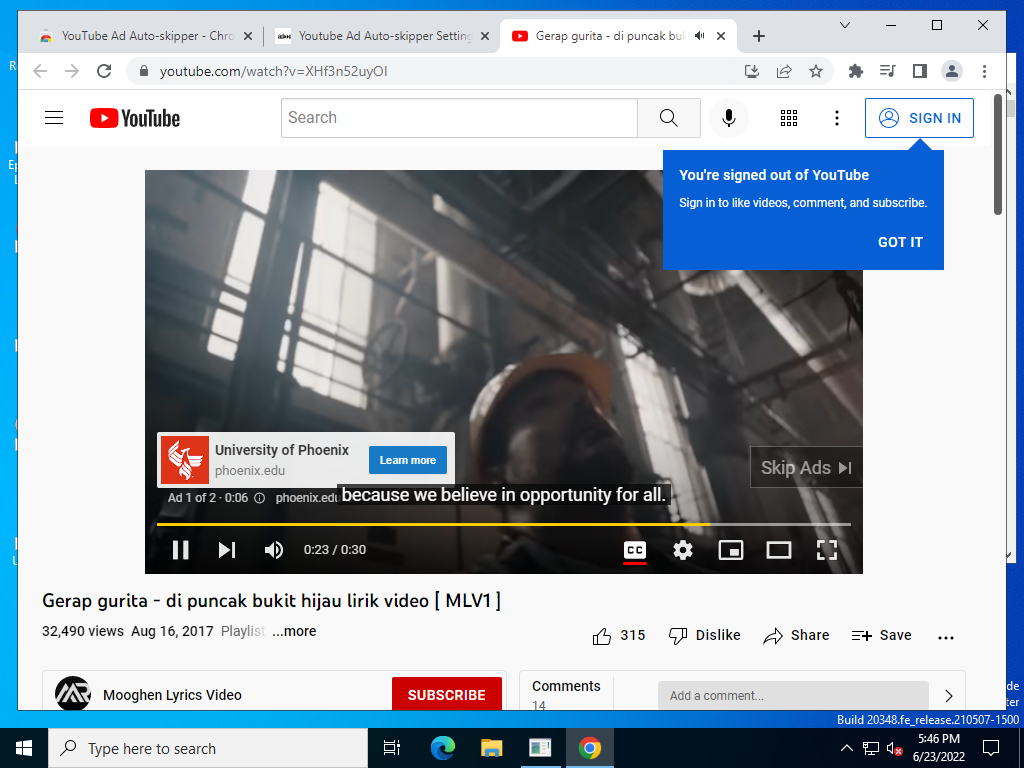 YouTube Ad Auto-skipper - Chro
Youtube Ad Auto-skipper Setting
Gerap gurita - di puncak buk
youtube.com/watch?v=XHf3n52uyOI
YouTube
Search
SIGN IN
You're signed out of YouTube
Sign in to like videos, comment, and subscribe.
GOT IT
University of Phoenix
phoenix.edu
Learn more
Skip Ads
Ad 1 of 2 · 0:06
phoenix.edu
because we believe in opportunity for all.
0:23 / 0:30
CC
Gerap gurita - di puncak bukit hijau lirik video [ MLV1 ]
32,490 views Aug 16, 2017 Playlist ...more
315
Dislike
Share
Save
Mooghen Lyrics Video
SUBSCRIBE
Comments
14
Add a comment...
Build 20348.fe_release.210507-1500
Type here to search
5:46 PM
6/23/2022